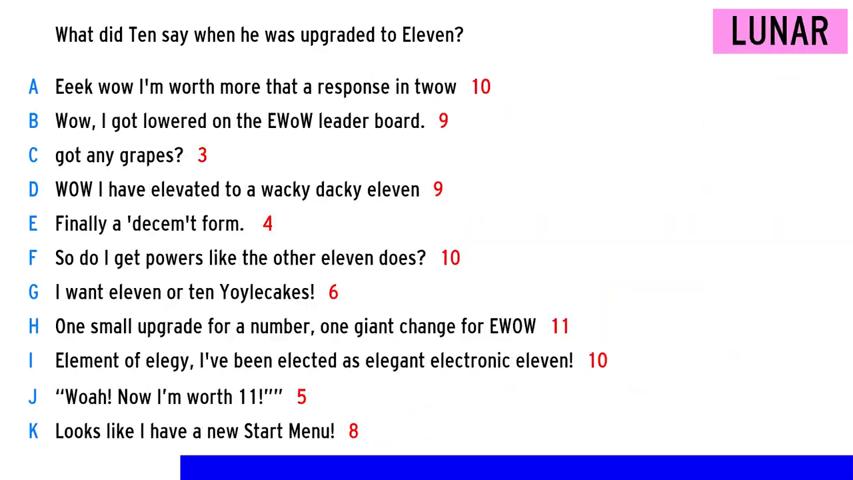 What did Ten say when he was upgraded to Eleven?
LUNAR
A Eeek wow I'm worth more that a response in twow 10
B Wow, I got lowered on the EWoW leader board. 9
C got any grapes? 3
D WOW I have elevated to a wacky dacky eleven 9
E Finally a 'decem't form. 4
F So do I get powers like the other eleven does? 10
G I want eleven or ten Yoylecakes! 6
H One small upgrade for a number, one giant change for EWOW 11
I Element of elegy, I've been elected as elegant electronic eleven! 10
J “Woah! Now I’m worth 11!”” 5
K Looks like I have a new Start Menu! 8